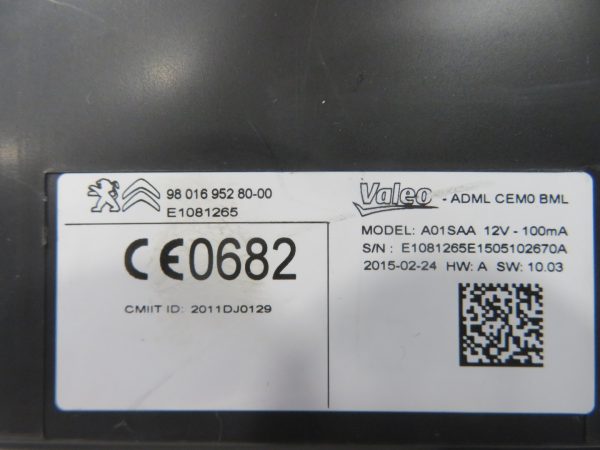 98 016 952 80-00
E1081265
CE0682
CMIIT ID: 2011DJ0129
Valeo - ADML CEM0 BML
MODEL: A01SAA 12V - 100mA
S/N : E1081265E1505102670A
2015-02-24 HW: A SW: 10.03